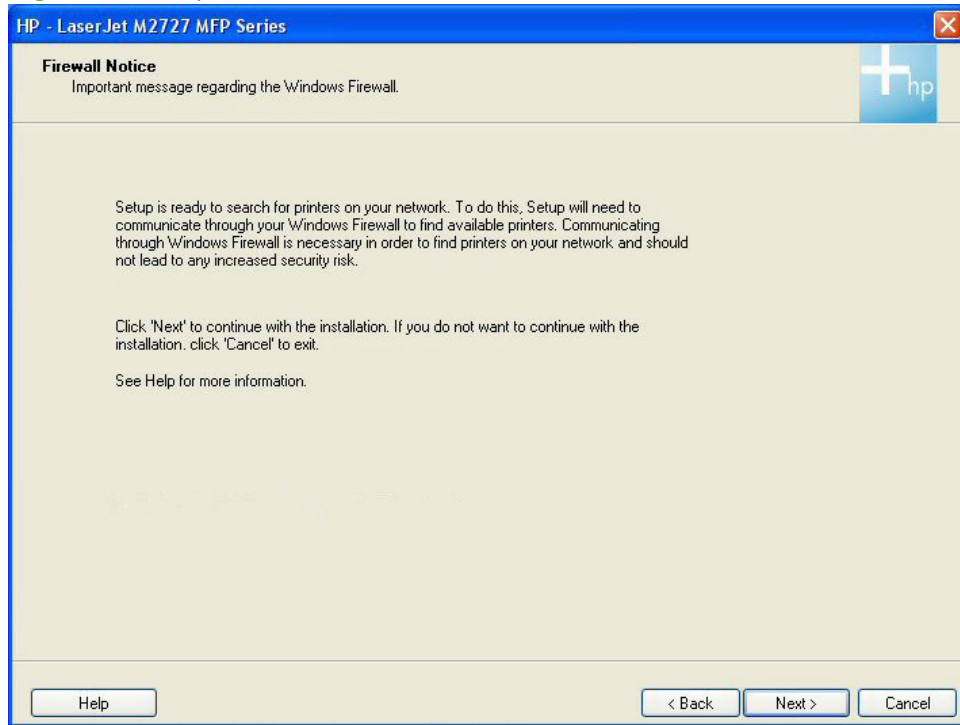 HP - LaserJet M2727 MFP Series
Firewall Notice
Important message regarding the Windows Firewall.
hp
Setup is ready to search for printers on your network. To do this, Setup will need to
communicate through your Windows Firewall to find available printers. Communicating
through Windows Firewall is necessary in order to find printers on your network and should
not lead to any increased security risk.
Click 'Next' to continue with the installation. If you do not want to continue with the
installation. click 'Cancel' to exit.
See Help for more information.
Help
< Back
Next >
Cancel